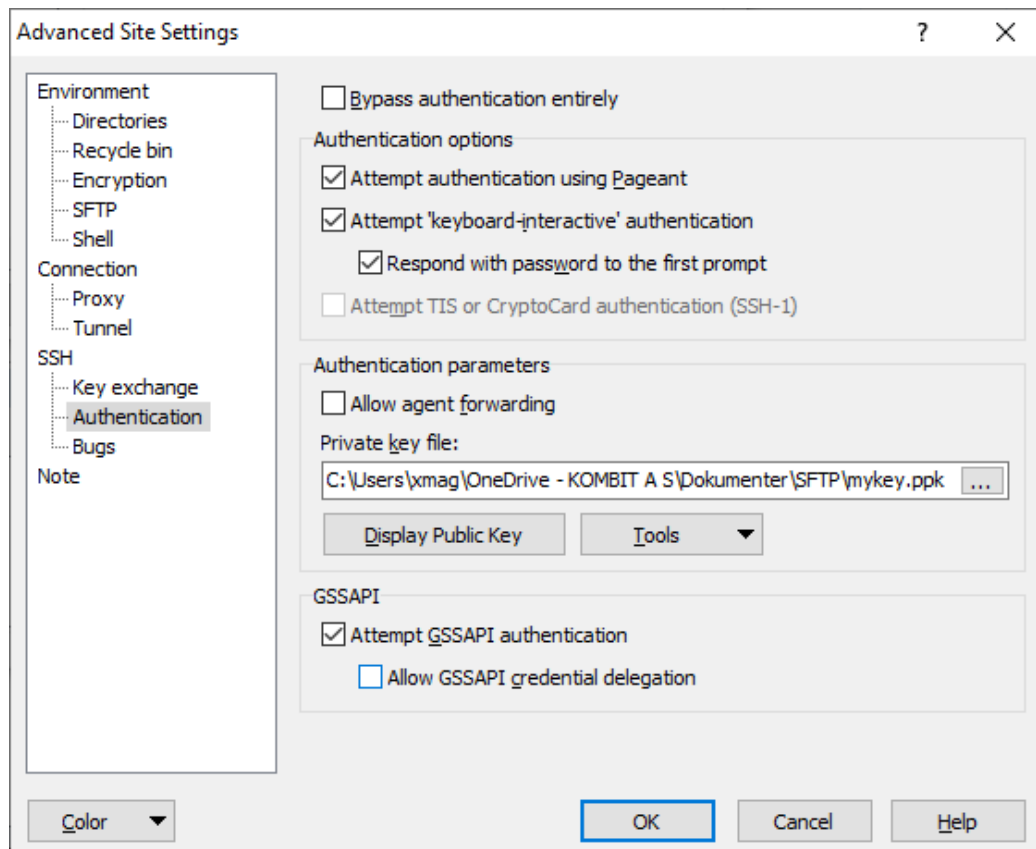 Advanced Site Settings
?
Environment
Directories
Recycle bin
Encryption
SFTP
Shell
Connection
Proxy
Tunnel
SSH
Key exchange
Authentication
Bugs
Note
Bypass authentication entirely
Authentication options
Attempt authentication using Pageant
Attempt 'keyboard-interactive' authentication
Respond with password to the first prompt
Attempt TIS or CryptoCard authentication (SSH-1)
Authentication parameters
Allow agent forwarding
Private key file:
C:\Users\xmag\OneDrive - KOMBIT A S\Dokumenter\SFTP\mykey.ppk
...
Display Public Key
Tools
GSSAPI
Attempt GSSAPI authentication
Allow GSSAPI credential delegation
Color
OK
Cancel
Help